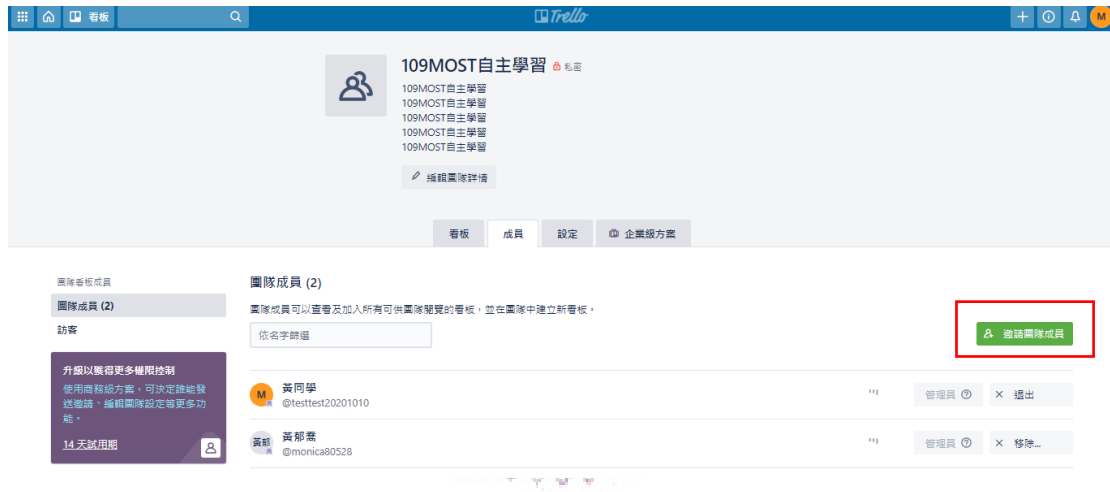 看板
Trello
M
109MOST自主學習 私密
109MOST自主學習
109MOST自主學習
109MOST自主學習
109MOST自主學習
109MOST自主學習
編輯團隊詳情
看板 成員 設定 企業級方案
團隊看板成員
團隊成員 (2)
訪客
升級以獲得更多權限控制
使用商務級方案，可決定誰能發
送邀請、編輯團隊設定等更多功
能。
14 天試用期
團隊成員 (2)
團隊成員可以查看及加入所有可供團隊閱覽的看板，並在團隊中建立新看板。
依名字篩選
邀請團隊成員
M 黃同學
@testtest20201010
管理員 退出
黃郁 黃郁喬
@monica80528
管理員 移除...